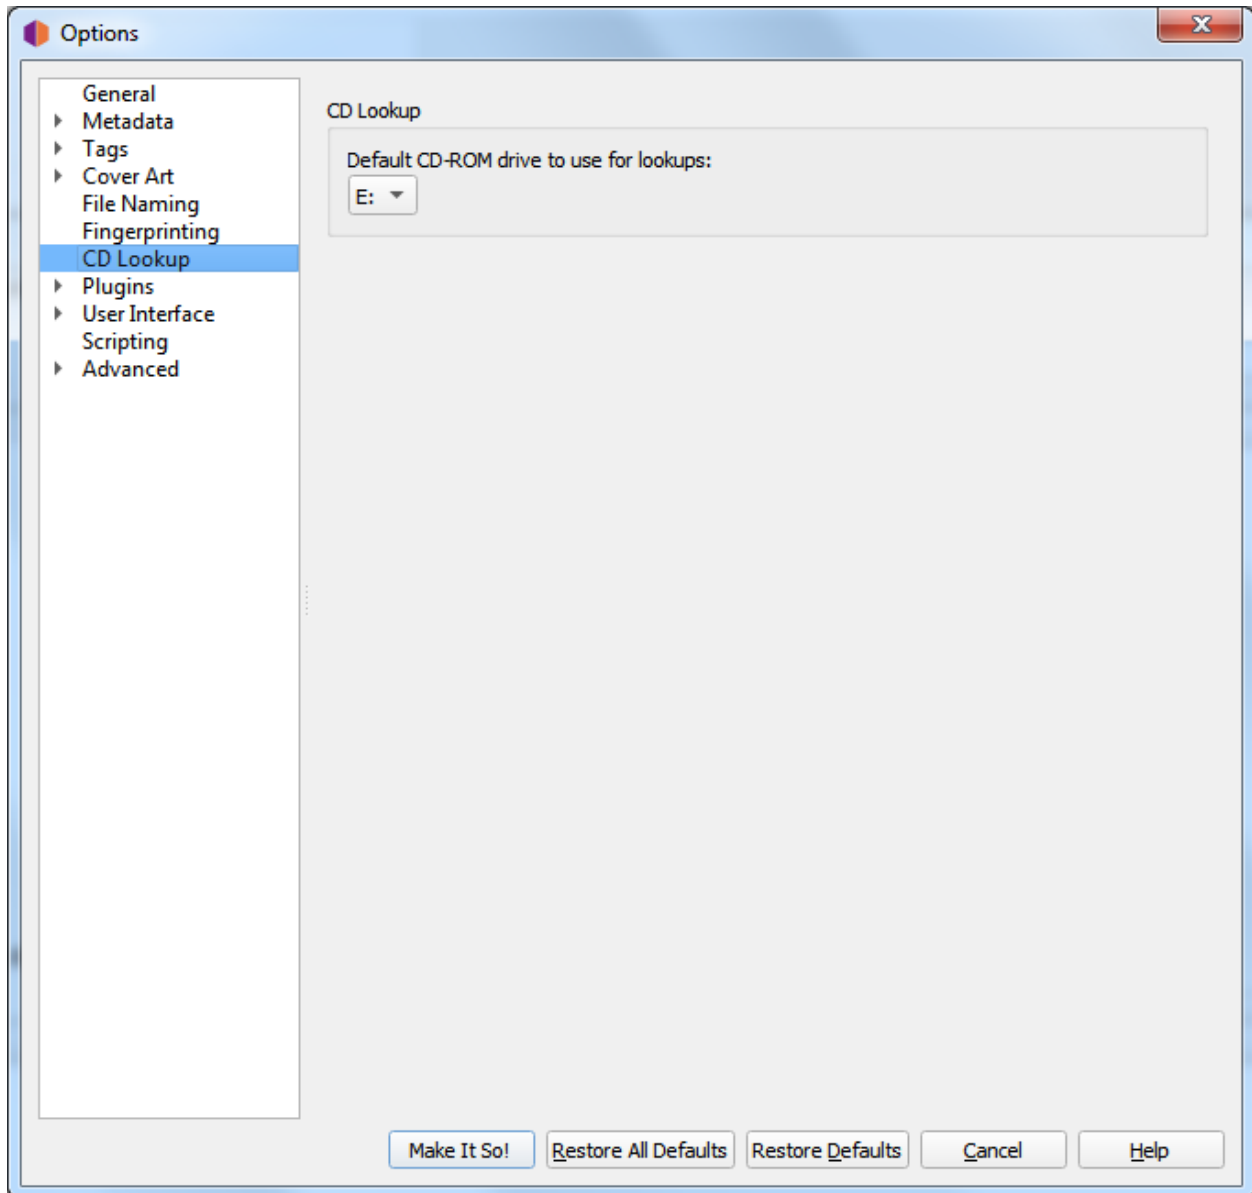 Options
General
Metadata
Tags
Cover Art
File Naming
Fingerprinting
CD Lookup
Plugins
User Interface
Scripting
Advanced
CD Lookup
Default CD-ROM drive to use for lookups:
E:
Make It So! Restore All Defaults Restore Defaults Cancel Help